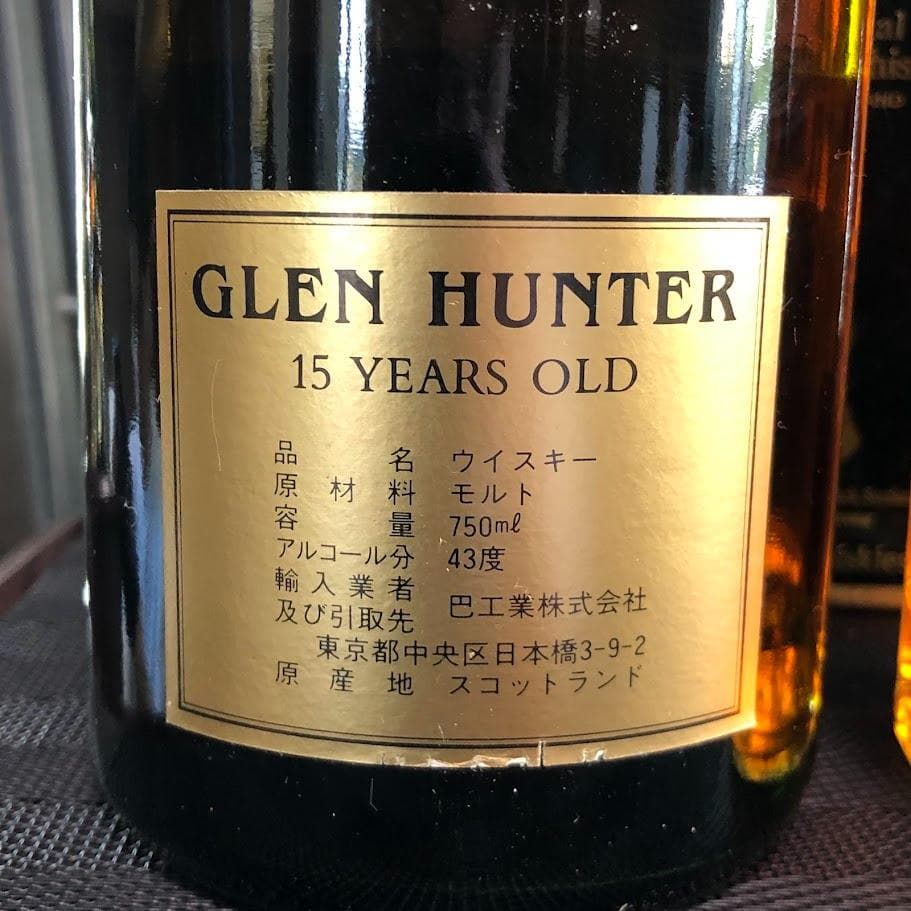 GLEN HUNTER
15 YEARS OLD
品名 ウイスキー
原材料 モルト
容量 750mℓ
アルコール分 43度
輸入業者
及び引取先 巴工業株式会社
東京都中央区日本橋3-9-2
原産地 スコットランド